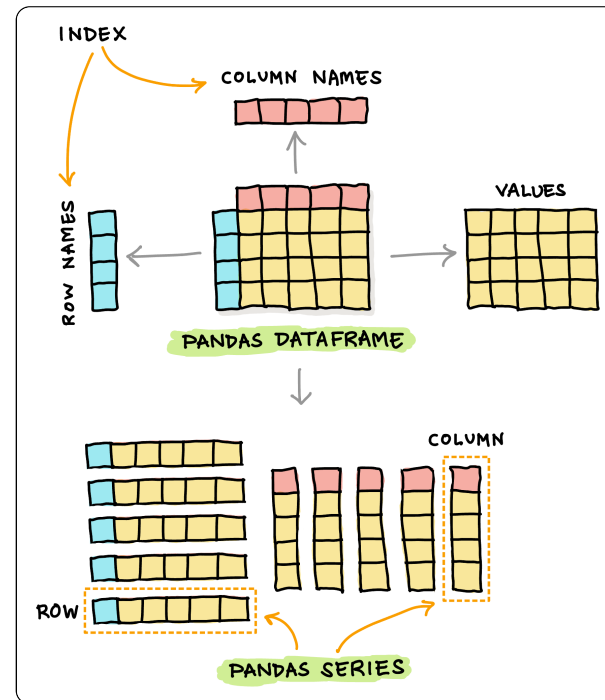 INDEX
COLUMN NAMES
ROW NAMES
VALUES
PANDAS DATAFRAME
COLUMN
ROW
PANDAS SERIES